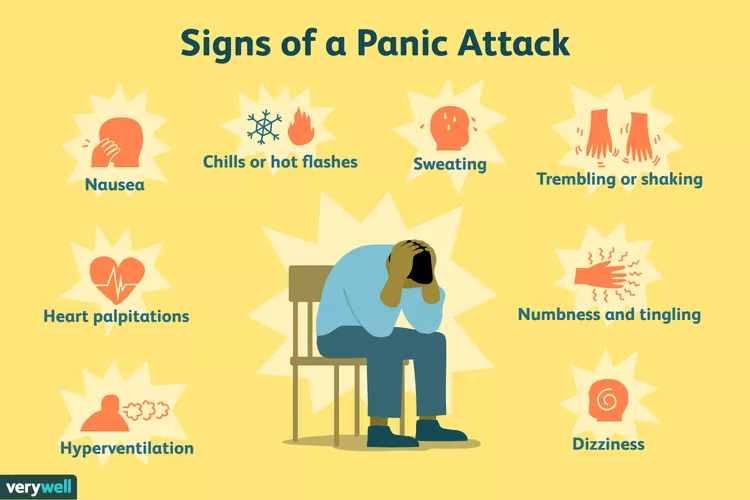 Signs of a Panic Attack
Nausea
Chills or hot flashes
Sweating
Trembling or shaking
Heart palpitations
Numbness and tingling
Hyperventilation
Dizziness
verywell